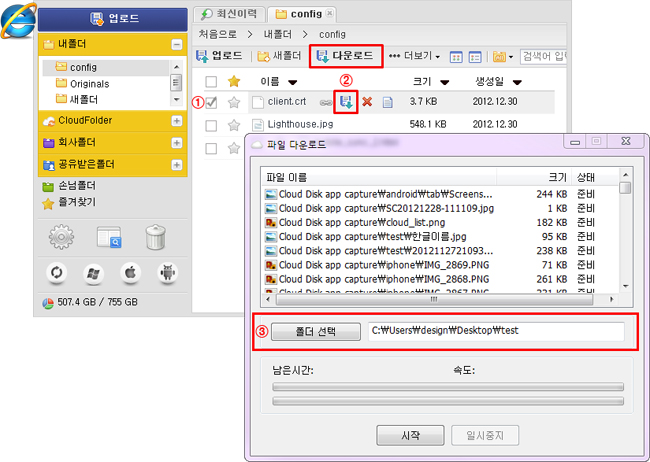 업로드
최신이력
config
처음으로 > 내폴더 > config
업로드 새폴더 다운로드 더보기
검색어 입
내폴더
config
Originals
새폴더
CloudFolder
회사폴더
공유받은폴더
손님폴더
즐겨찾기
507.4 GB / 755 GB
이름 크기 생성일
②
① client.crt 3.7 KB 2012.12.30
Lighthouse.jpg 548.1 KB 2012.12.30
파일 다운로드
파일 이름 크기 상태
Cloud Disk app capture₩android₩tab₩Screens... 244 KB 준비
Cloud Disk app capture₩SC20121228-111109.jpg 1 KB 준비
Cloud Disk app capture₩cloud_list.png 182 KB 준비
Cloud Disk app capture₩test₩한글이름.jpg 95 KB 준비
Cloud Disk app capture₩test₩2012112721093... 238 KB 준비
Cloud Disk app capture₩iphone₩IMG_2869.PNG 71 KB 준비
Cloud Disk app capture₩iphone₩IMG_2868.PNG 261 KB 준비
Cloud Disk app capture₩iphone₩IMG_2867.PNG 221 KB 준비
③ 폴더 선택 C:₩Users₩design₩Desktop₩test
남은시간: 속도:
시작 일시중지